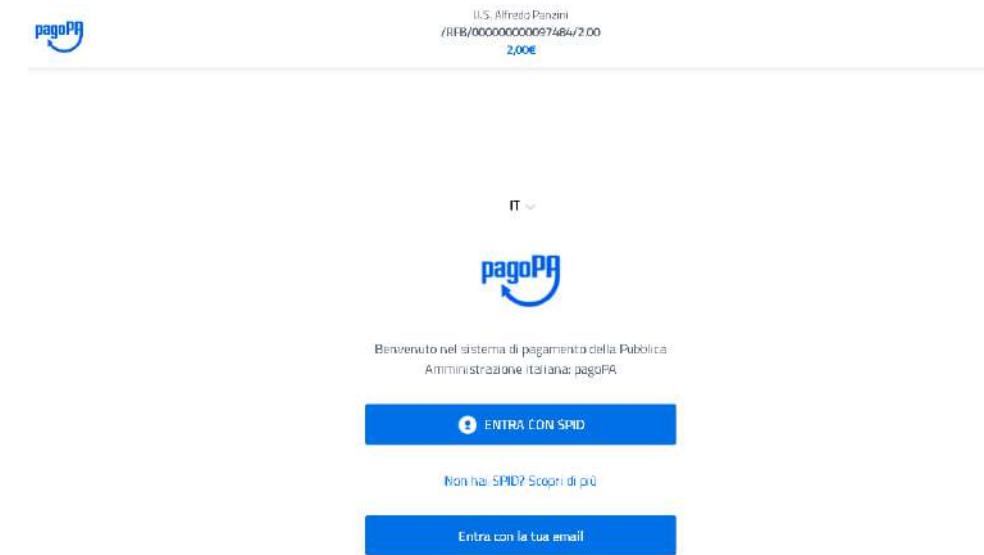 pagoPA
I.I.S. Alfredo Panzini
/RFB/000000000097484/2.00
2,00€
IT
pagoPA
Benvenuto nel sistema di pagamento della Pubblica
Amministrazione italiana: pagoPA
ENTRA CON SPID
Non hai SPID? Scopri di più
Entra con la tua email